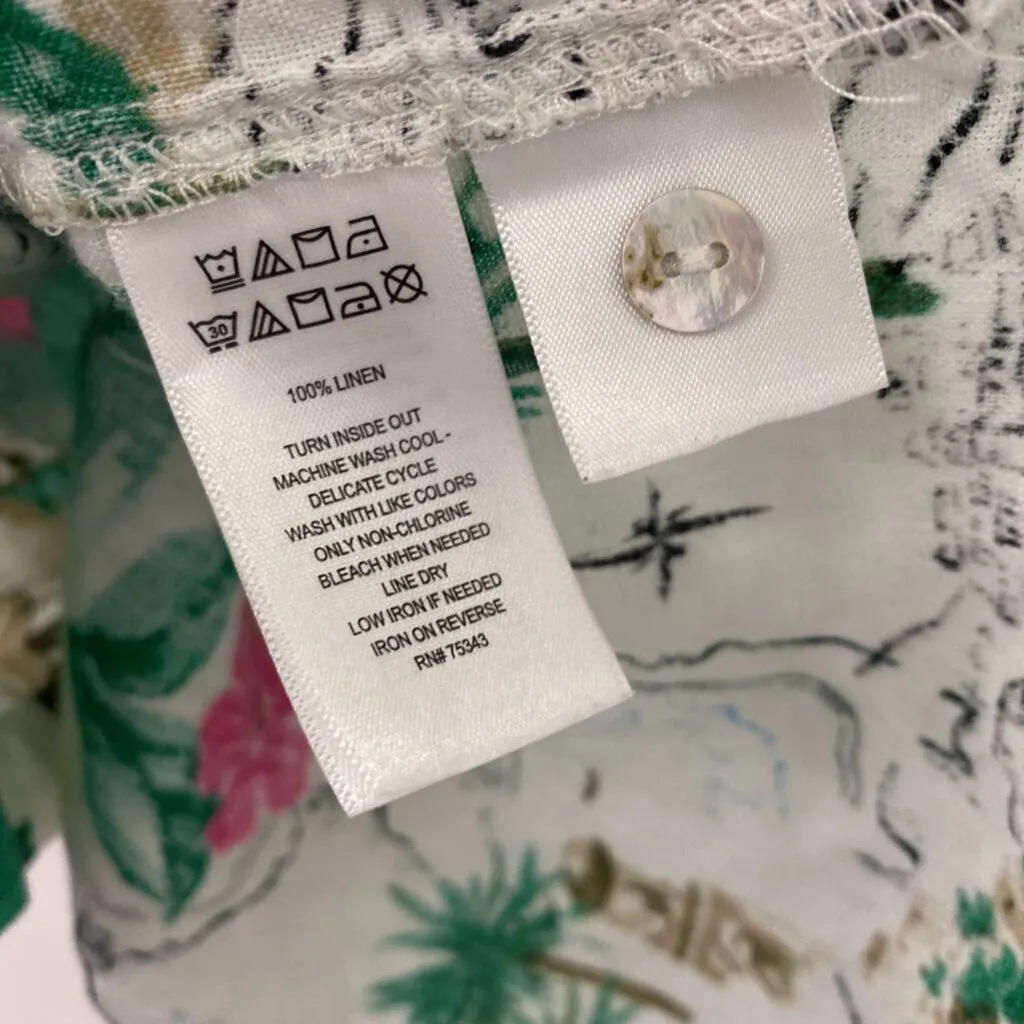 30
100% LINEN
TURN INSIDE OUT
MACHINE WASH COOL-
DELICATE CYCLE
WASH WITH LIKE COLORS
ONLY NON-CHLORINE
BLEACH WHEN NEEDED
LINE DRY
LOW IRON IF NEEDED
IRON ON REVERSE
RN# 75343